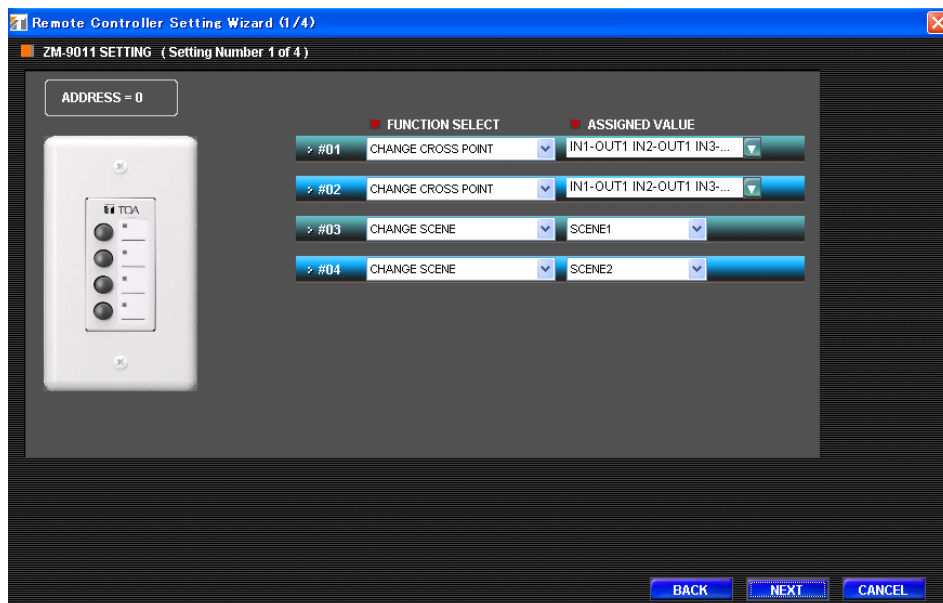 Remote Controller Setting Wizard (1/4)
ZM-9011 SETTING ( Setting Number 1 of 4 )
ADDRESS = 0
FUNCTION SELECT ASSIGNED VALUE
#01 CHANGE CROSS POINT IN1-OUT1 IN2-OUT1 IN3-...
#02 CHANGE CROSS POINT IN1-OUT1 IN2-OUT1 IN3-...
#03 CHANGE SCENE SCENE1
#04 CHANGE SCENE SCENE2
TOA
BACK NEXT CANCEL